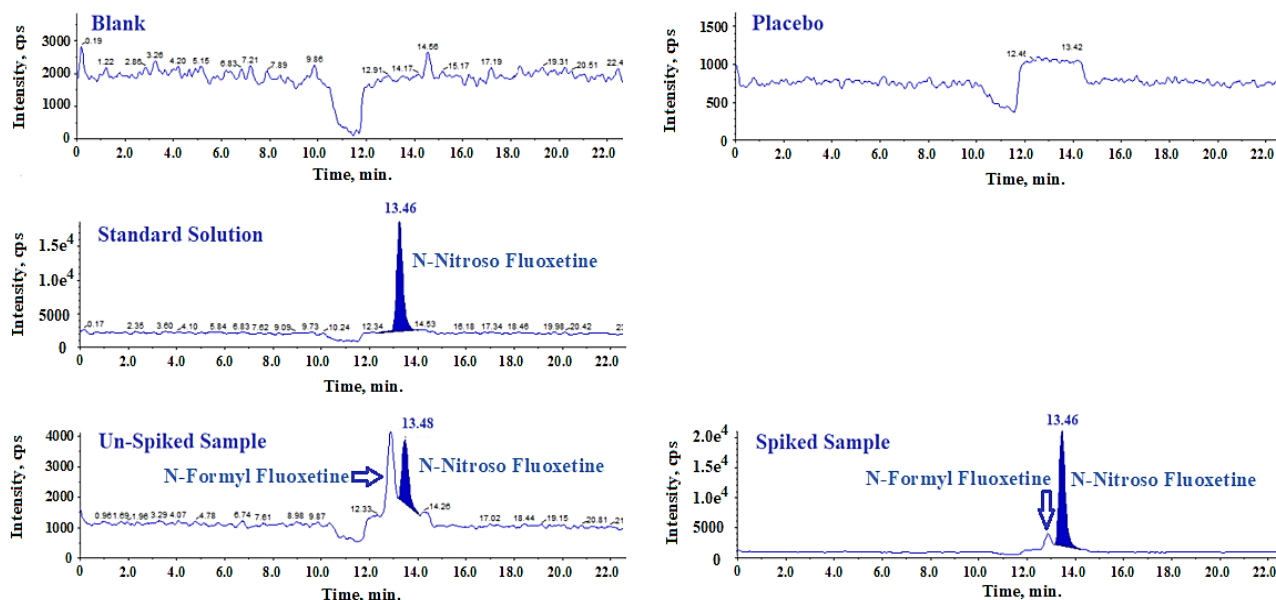 Blank
Intensity, cps
3000
2000
1000
0
0.19
1.22
2.86
3.26
4.20
5.15
6.83
7.21
7.89
9.86
12.91
14.17
14.56
15.17
17.19
19.31
20.51
22.4
0 2.0 4.0 6.0 8.0 10.0 12.0 14.0 16.0 18.0 20.0 22.0
Time, min.
Placebo
Intensity, cps
1500
1000
500
0
12.46
13.42
0 2.0 4.0 6.0 8.0 10.0 12.0 14.0 16.0 18.0 20.0 22.0
Time, min.
13.46
Standard Solution
N-Nitroso Fluoxetine
Intensity, cps
1.5e4
1.0e4
5000
0
0.17
2.35
3.60
4.10
5.84
6.83
7.62
9.09
9.73
10.24
12.34
14.53
16.18
17.34
18.46
19.98
20.42
0 2.0 4.0 6.0 8.0 10.0 12.0 14.0 16.0 18.0 20.0 22.0
Time, min.
13.48
Un-Spiked Sample
N-Formyl Fluoxetine
N-Nitroso Fluoxetine
Intensity, cps
4000
3000
2000
1000
0
0.96
1.69
1.96
3.29
4.07
4.78
6.74
7.61
8.98
9.87
12.33
14.26
17.02
18.44
19.15
20.81
0 2.0 4.0 6.0 8.0 10.0 12.0 14.0 16.0 18.0 20.0 22.0
Time, min.
13.46
Spiked Sample
N-Formyl Fluoxetine
N-Nitroso Fluoxetine
Intensity, cps
2.0e4
1.5e4
1.0e4
5000
0
0 2.0 4.0 6.0 8.0 10.0 12.0 14.0 16.0 18.0 20.0 22.0
Time, min.